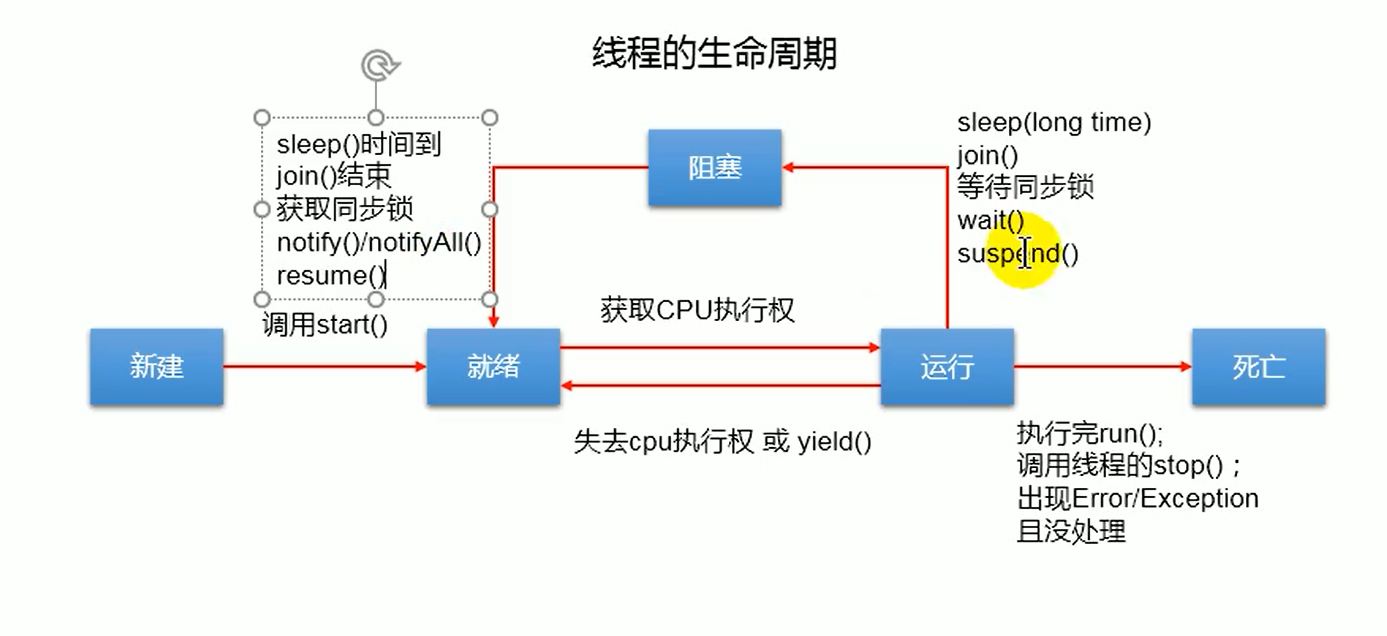 线程的生命周期
sleep()时间到
join()结束
获取同步锁
notify()/notifyAll()
resume()
阻塞
sleep(long time)
join()
等待同步锁
wait()
suspend()
调用start()
获取CPU执行权
新建
就绪
运行
死亡
失去cpu执行权 或 yield()
执行完run();
调用线程的stop()；
出现Error/Exception
且没处理